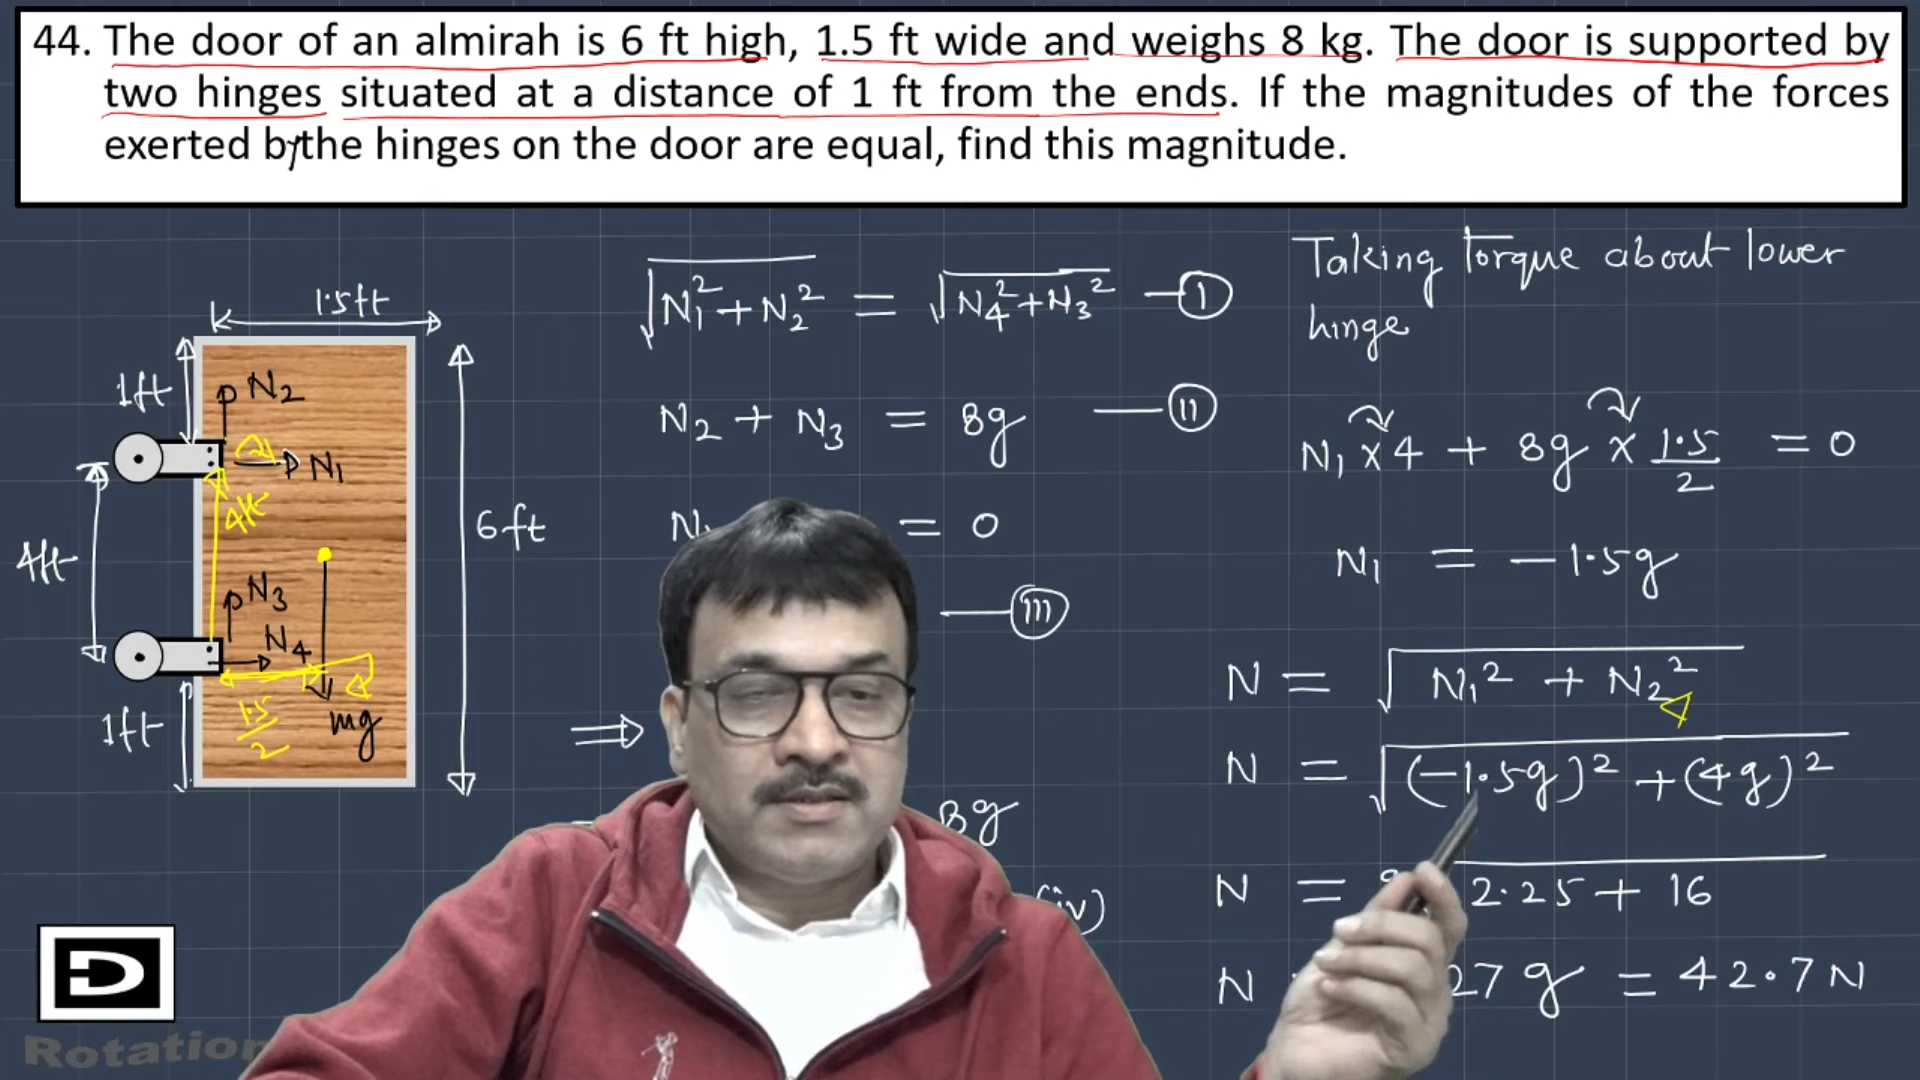 44. The door of an almirah is 6 ft high, 1.5 ft wide and weighs 8 kg. The door is supported by
two hinges situated at a distance of 1 ft from the ends. If the magnitudes of the forces
exerted by the hinges on the door are equal, find this magnitude.
1.5ft
1ft
N2
N1
4ft
4ft
6ft
N3
N4
1.5/2
mg
1ft
√(N1² + N2²) = √(N4² + N3²) — I
N2 + N3 = 8g — II
= 0
— III
⇒
8g
(iv)
Taking Torque about lower
hinge
N1 × 4 + 8g × 1.5/2 = 0
N1 = -1.5g
N = √(N1² + N2²)
N = √((-1.5g)² + (4g)²)
N = 2.25 + 16
N 27 g = 42.7 N
D
Rotation